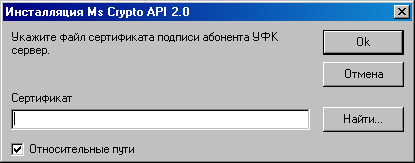 Инсталляция Ms Crypto API 2.0
Укажите файл сертификата подписи абонента УФК
сервер.
Ok
Отмена
Сертификат
Найти...
Относительные пути